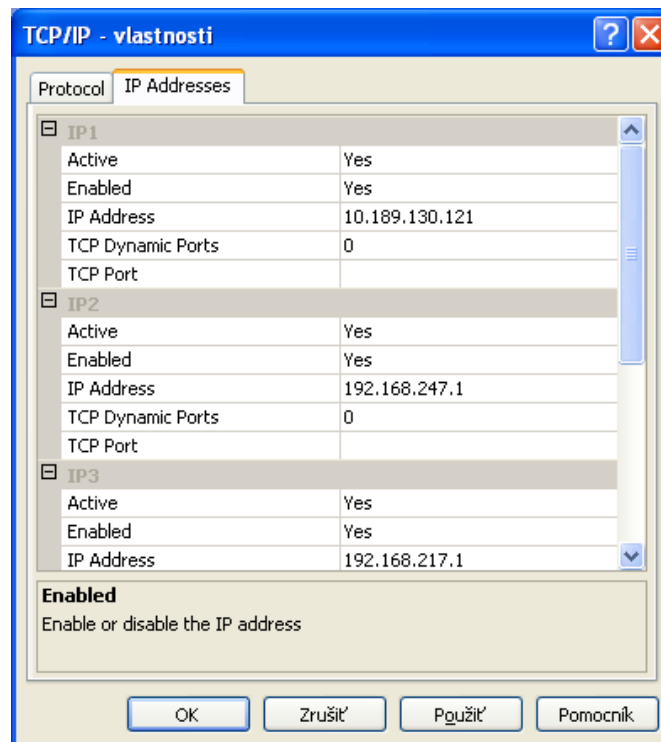 TCP/IP - vlastnosti
Protocol IP Addresses
IP1
Active Yes
Enabled Yes
IP Address 10.189.130.121
TCP Dynamic Ports 0
TCP Port
IP2
Active Yes
Enabled Yes
IP Address 192.168.247.1
TCP Dynamic Ports 0
TCP Port
IP3
Active Yes
Enabled Yes
IP Address 192.168.217.1
Enabled
Enable or disable the IP address
OK Zrušiť Použiť Pomocník